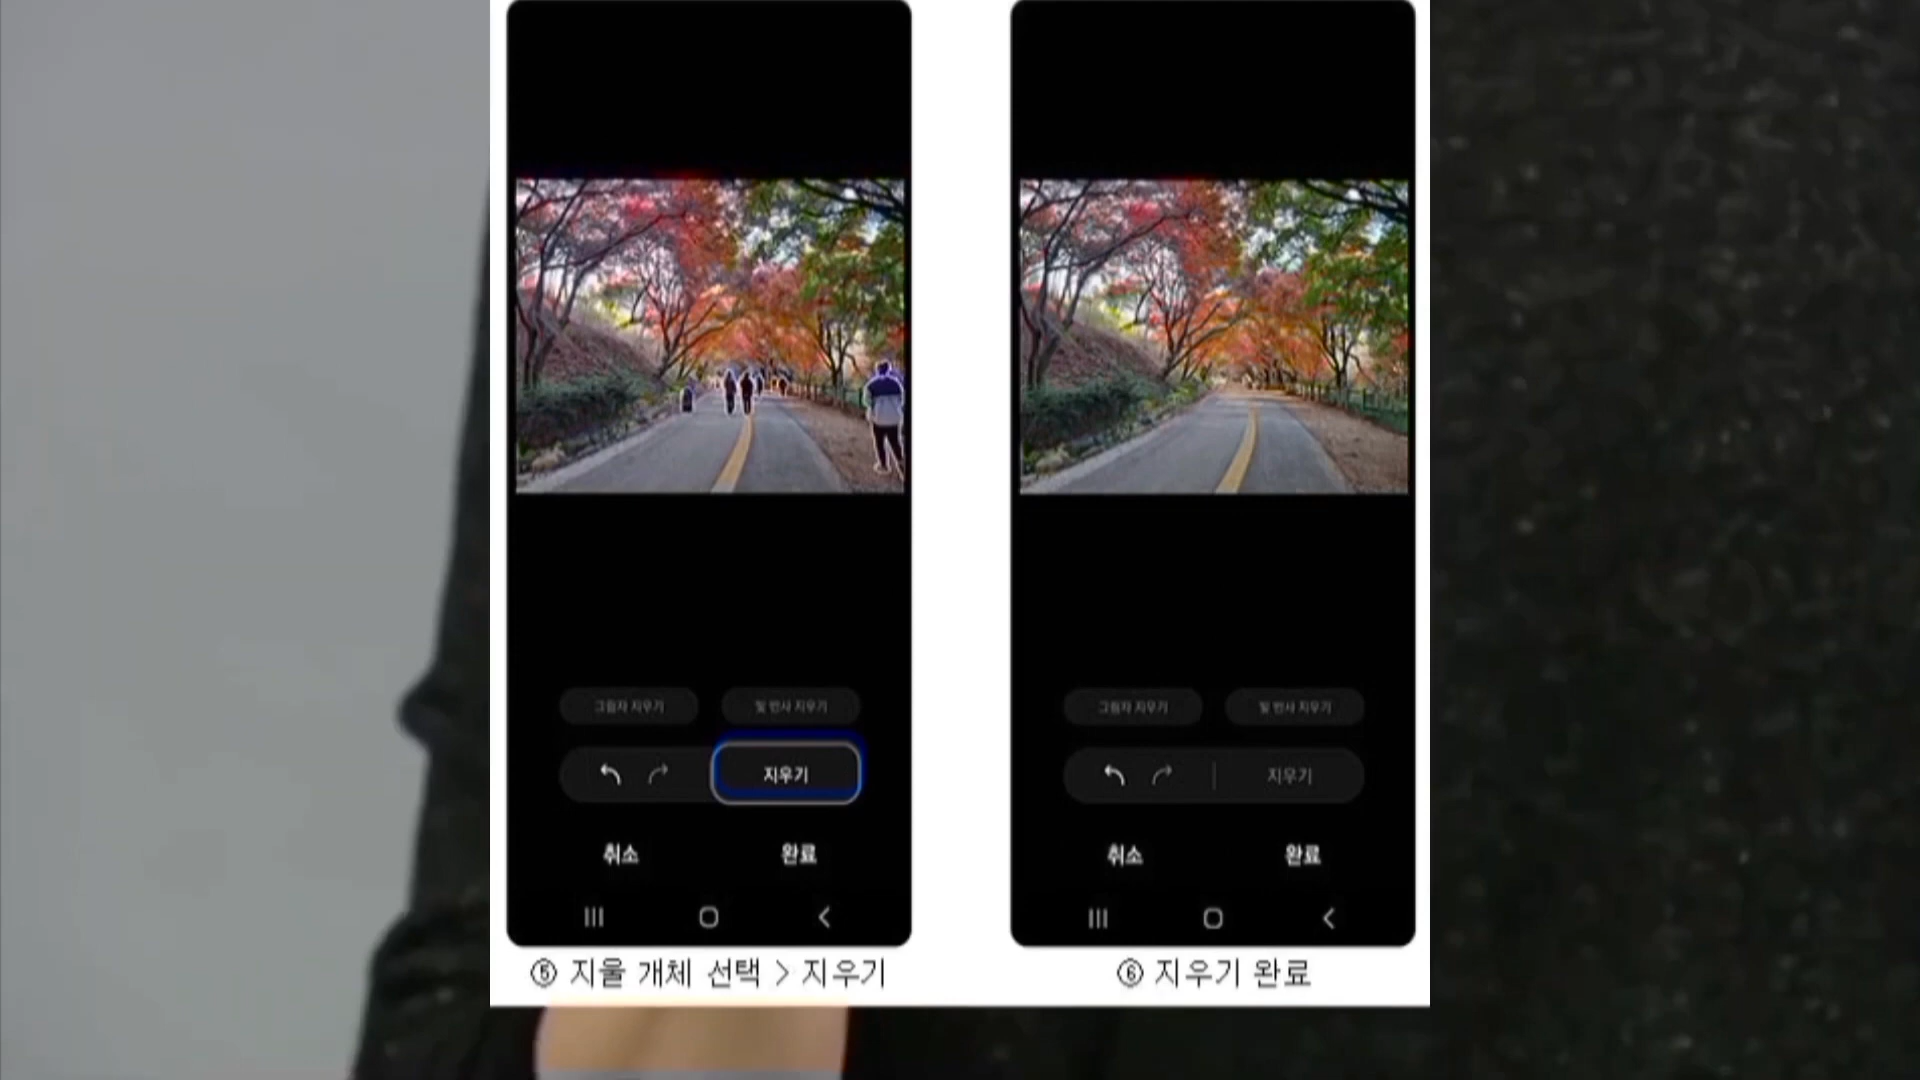 그림자 지우기
빛 반사 지우기
지우기
취소
완료
⑤ 지울 개체 선택 > 지우기
그림자 지우기
빛 반사 지우기
지우기
취소
완료
⑥ 지우기 완료